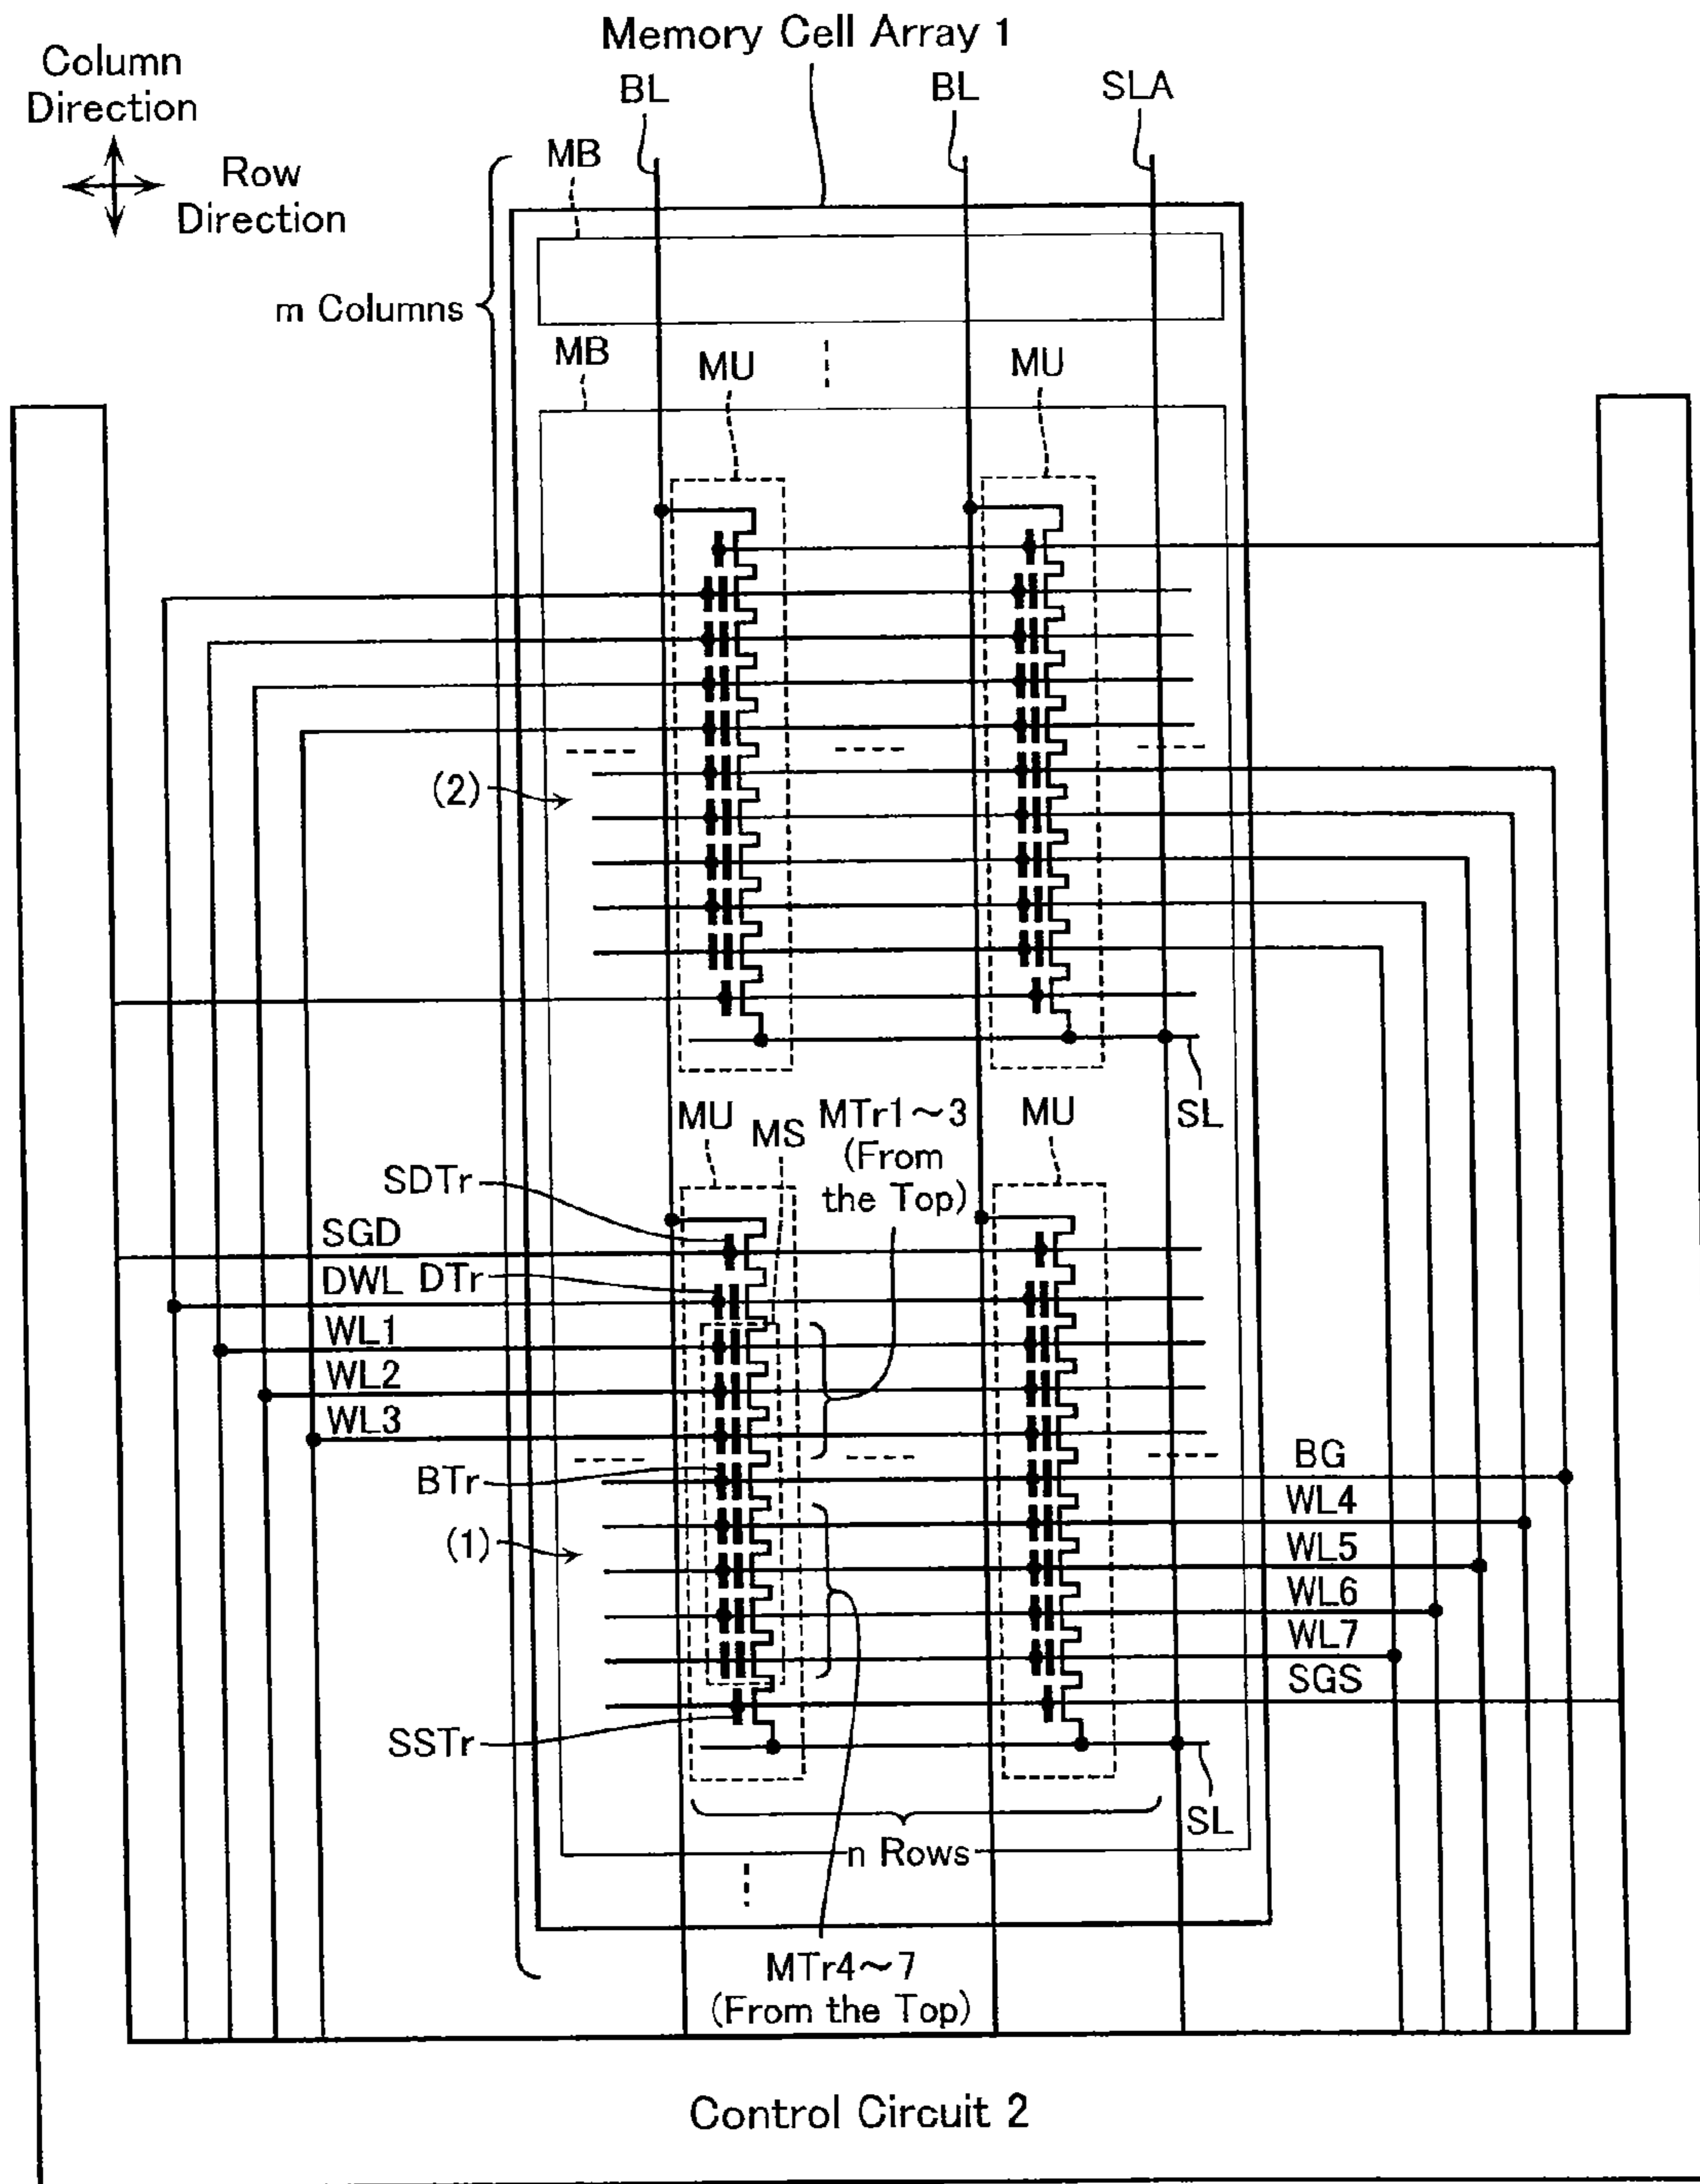 Memory Cell Array 1
Column
Direction
Row
Direction
BL
BL
SLA
MB
m Columns
MB
MU
MU
(2)
SL
MU
MS
MTr1～3
(From
the Top)
MU
SDTr
SGD
DWL DTr
WL1
WL2
WL3
BTr
BG
WL4
(1)
WL5
WL6
WL7
SGS
SSTr
SL
n Rows
MTr4～7
(From the Top)
Control Circuit 2